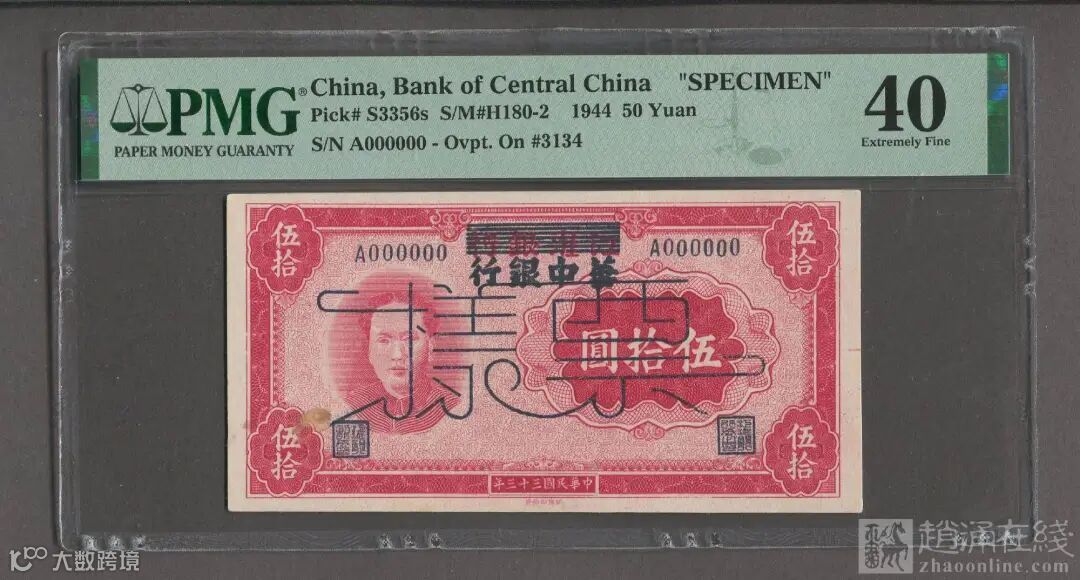 PMG®
PAPER MONEY GUARANTY
China, Bank of Central China "SPECIMEN"
Pick# S3356s S/M#H180-2 1944 50 Yuan
S/N A000000 - Ovpt. On #3134
40
Extremely Fine
伍拾
伍拾
A000000
A000000
行銀中華
樣票
圓拾伍
伍拾
伍拾
年三十三國民華中
大数跨境
趙涌在綫
zhaoonline.com